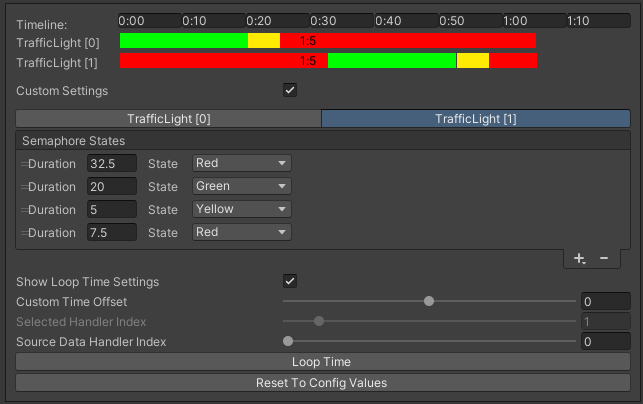 Timeline: 0:00 0:10 0:20 0:30 0:40 0:50 1:00 1:10
TrafficLight [0] 1:5
TrafficLight [1] 1:5
Custom Settings
TrafficLight [0] TrafficLight [1]
Semaphore States
Duration 32.5 State Red
Duration 20 State Green
Duration 5 State Yellow
Duration 7.5 State Red
Show Loop Time Settings
Custom Time Offset 0
Selected Handler Index 1
Source Data Handler Index 0
Loop Time
Reset To Config Values